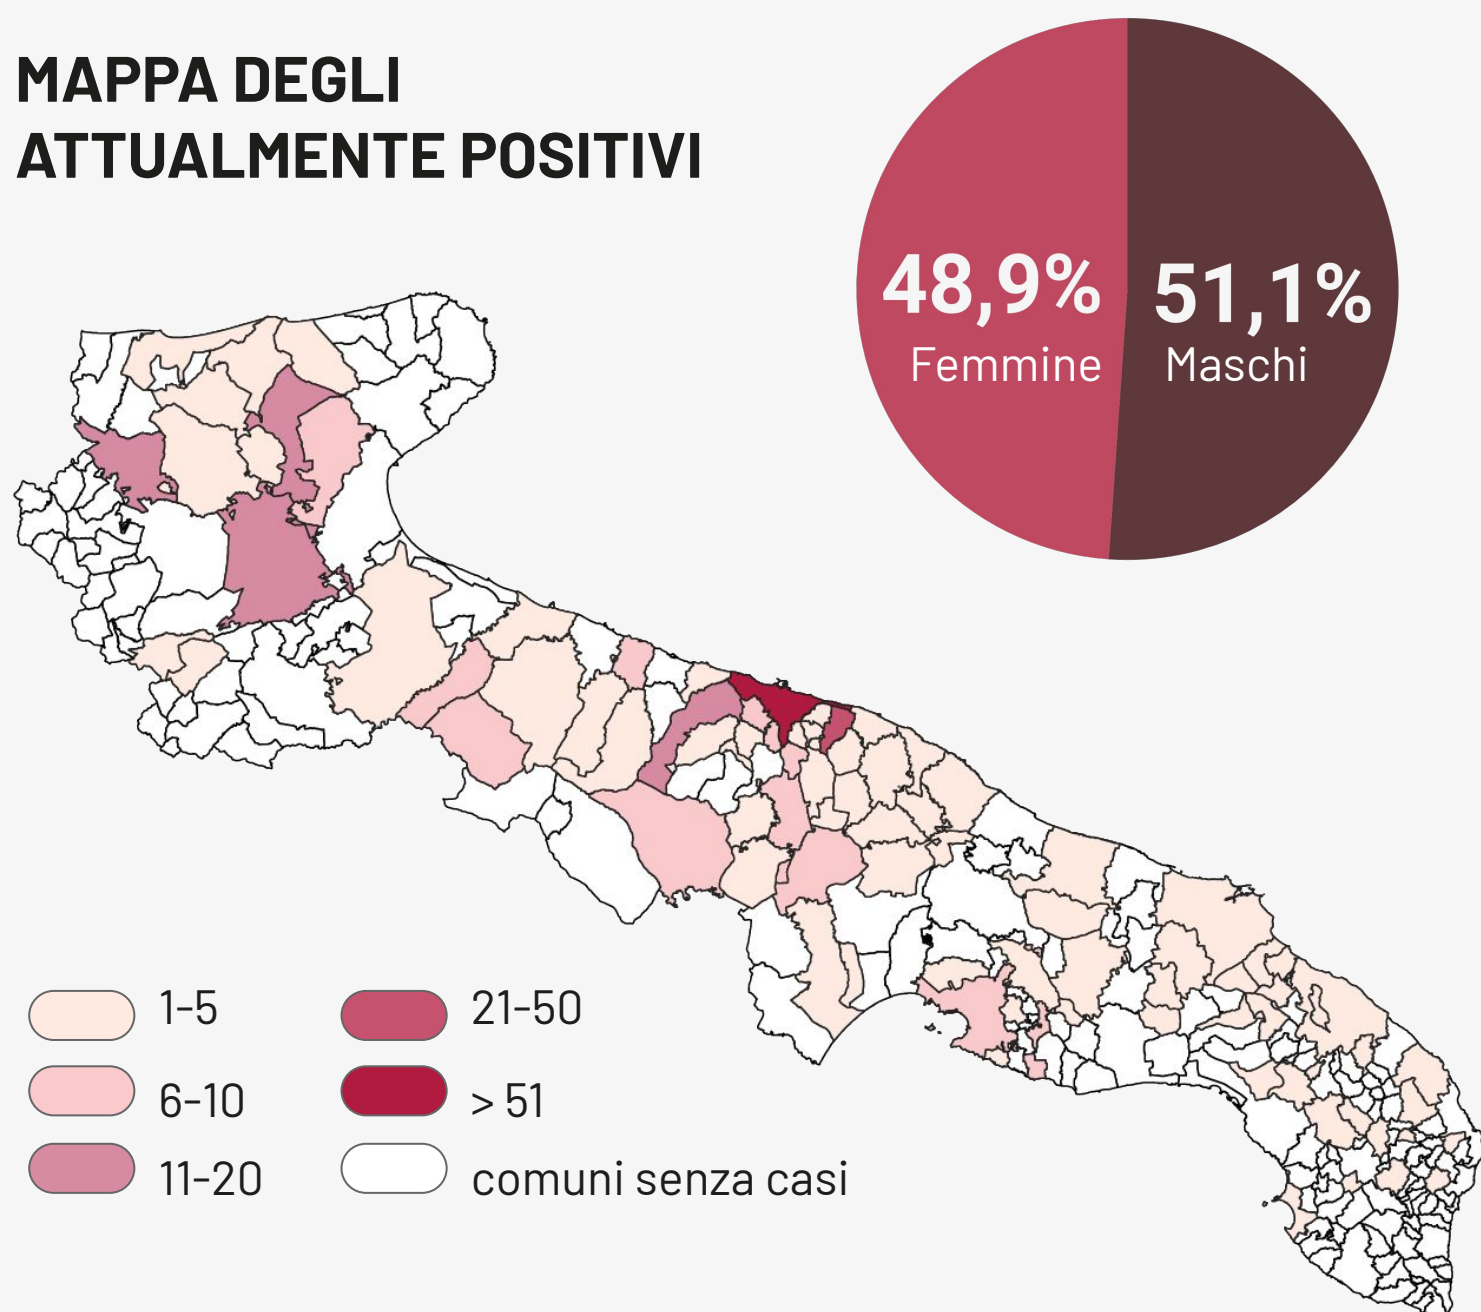 MAPPA DEGLI
ATTUALMENTE POSITIVI
48,9%
Femmine
51,1%
Maschi
1-5
6-10
11-20
21-50
> 51
comuni senza casi